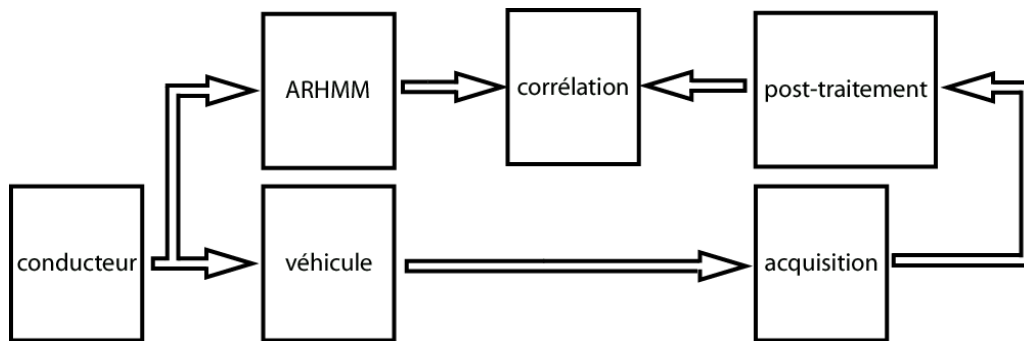 ARHMM
corrélation
post-traitement
conducteur
véhicule
acquisition